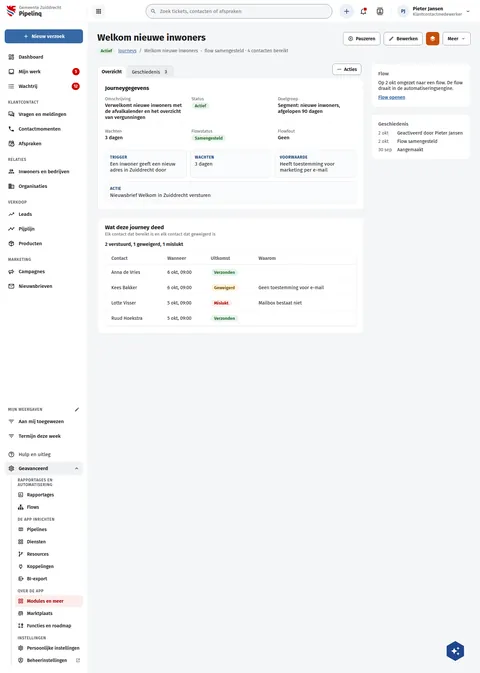 Gemeente Zuiddrecht
Pipelinq
Zoek tickets, contacten of afspraken
PJ
Pieter Jansen
Klantcontactmedewerker
+ Nieuw verzoek
Dashboard
Mijn werk
Wachtrij
KLANTCONTACT
Vragen en meldingen
Contactmomenten
Afspraken
RELATIES
Inwoners en bedrijven
Organisaties
VERKOOP
Leads
Pijplijn
Producten
MARKETING
Campagnes
Nieuwsbrieven
MIJN WEERGAVEN
Aan mij toegewezen
Termijn deze week
Hulp en uitleg
Geavanceerd
RAPPORTAGES EN AUTOMATISERING
Rapportages
Flows
DE APP INRICHTEN
Pipelines
Diensten
Resources
Koppelingen
BI-export
OVER DE APP
Modules en meer
Marktplaats
Functies en roadmap
INSTELLINGEN
Persoonlijke instellingen
Beheerinstellingen
Welkom nieuwe inwoners
Actief Journeys / Welkom nieuwe inwoners · flow samengesteld · 4 contacten bereikt
Pauzeren
Bewerken
Meer
Overzicht
Geschiedenis 3
Acties
Journeygegevens
Omschrijving
Verwelkomt nieuwe inwoners met de afvalkalender en het overzicht van vergunningen
Status
Actief
Doelgroep
Segment nieuwe inwoners, afgelopen 90 dagen
Wachten
3 dagen
Flowstatus
Samengesteld
Flowfout
Geen
TRIGGER
Een inwoner geeft een nieuw adres in Zuiddrecht door
WACHTEN
3 dagen
VOORWAARDE
Heeft toestemming voor marketing per e-mail
ACTIE
Nieuwsbrief Welkom in Zuiddrecht versturen
Wat deze journey deed
Elk contact dat bereikt is en elk contact dat geweigerd is
2 verstuurd, 1 geweigerd, 1 mislukt
Contact Wanneer Uitkomst Waarom
Anna de Vries 6 okt, 09:00 Verzonden
Kees Bakker 6 okt, 09:00 Geweigerd Geen toestemming voor e-mail
Lotte Visser 5 okt, 09:00 Mislukt Mailbox bestaat niet
Ruud Hoekstra 5 okt, 09:00 Verzonden
Flow
Op 2 okt omgezet naar een flow. De flow draait in de automatiseringsengine.
Flow openen
Geschiedenis
2 okt Geactiveerd door Pieter Jansen
2 okt Flow samengesteld
30 sep Aangemaakt